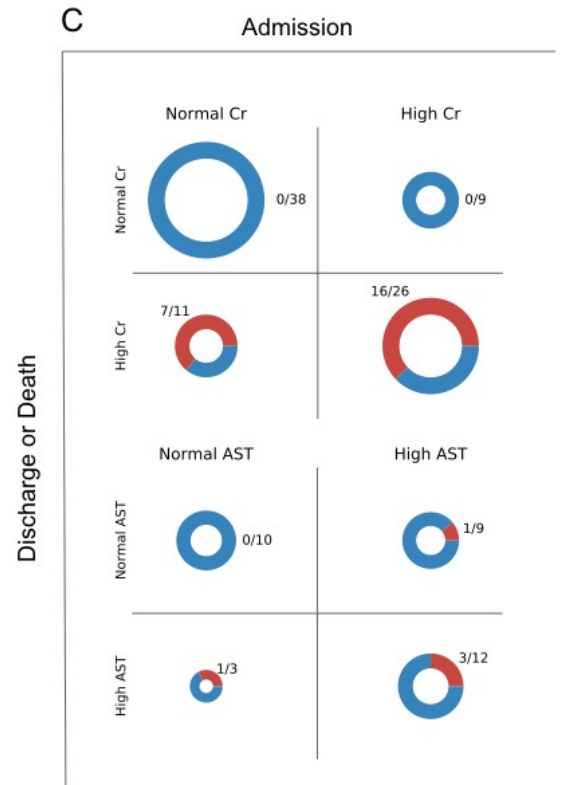 C
Admission
Normal Cr
High Cr
Normal Cr
0/38
0/9
High Cr
7/11
16/26
Discharge or Death
Normal AST
High AST
Normal AST
0/10
1/9
High AST
1/3
3/12